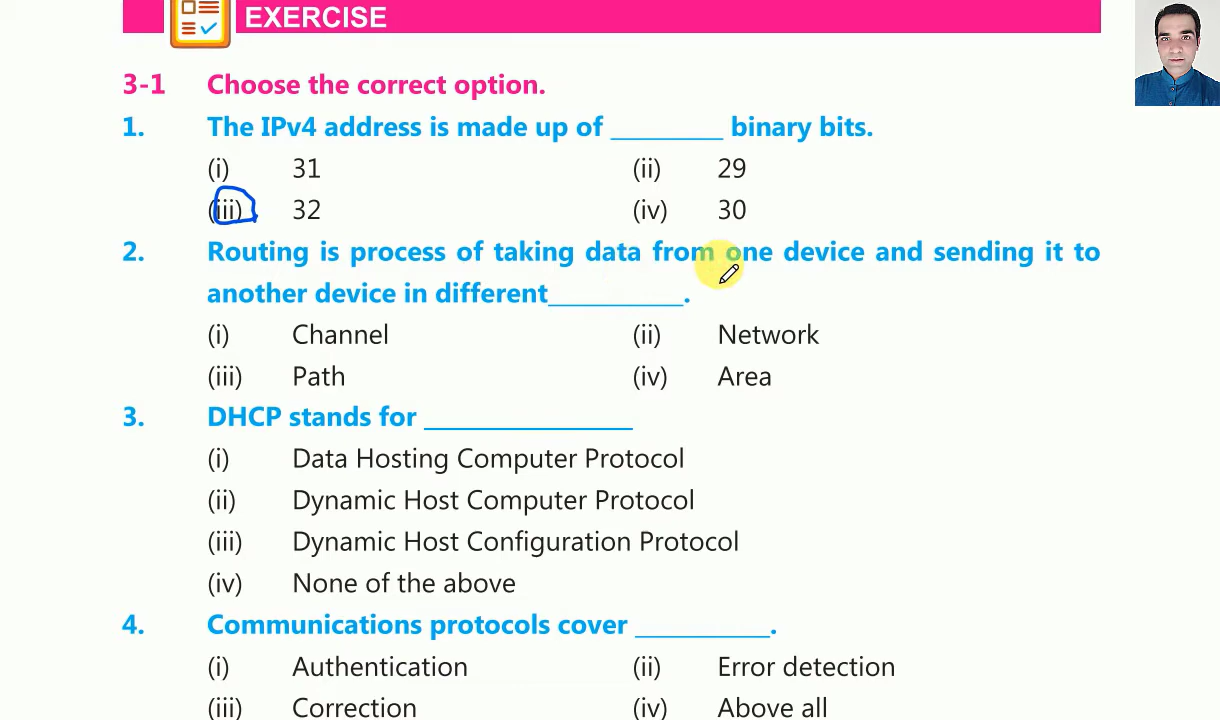 EXERCISE
3-1 Choose the correct option.
1. The IPv4 address is made up of ________ binary bits.
(i) 31 (ii) 29
(iii) 32 (iv) 30
2. Routing is process of taking data from one device and sending it to
another device in different__________.
(i) Channel (ii) Network
(iii) Path (iv) Area
3. DHCP stands for _______________
(i) Data Hosting Computer Protocol
(ii) Dynamic Host Computer Protocol
(iii) Dynamic Host Configuration Protocol
(iv) None of the above
4. Communications protocols cover __________.
(i) Authentication (ii) Error detection
(iii) Correction (iv) Above all